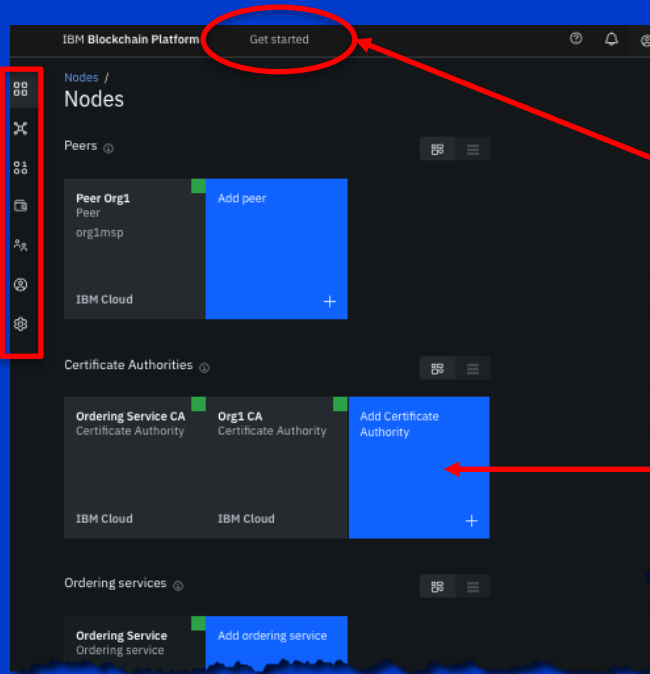 IBM Blockchain Platform
Get started
Nodes /
Nodes
Peers
Peer Org1
Peer
org1msp
IBM Cloud
Add peer
Certificate Authorities
Ordering Service CA
Certificate Authority
IBM Cloud
Org1 CA
Certificate Authority
IBM Cloud
Add Certificate
Authority
Ordering services
Ordering Service
Ordering service
Add ordering service